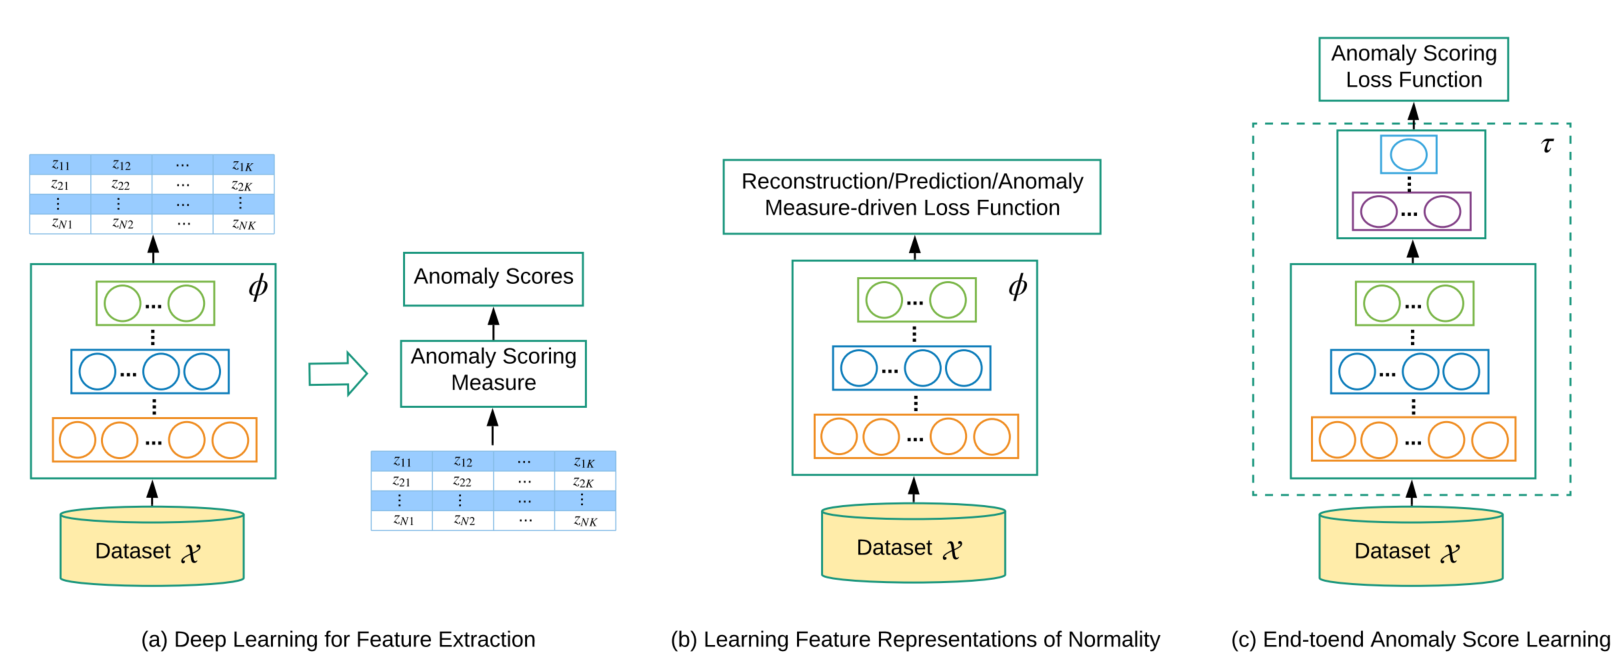 z11 z12 ... z1K
z21 z22 ... z2K
⋮ ⋮ ... ⋮
zN1 zN2 ... zNK
ϕ
...
...
...
Dataset 𝒳
Anomaly Scores
Anomaly Scoring
Measure
z11 z12 ... z1K
z21 z22 ... z2K
⋮ ⋮ ... ⋮
zN1 zN2 ... zNK
(a) Deep Learning for Feature Extraction
Reconstruction/Prediction/Anomaly
Measure-driven Loss Function
ϕ
...
...
...
Dataset 𝒳
(b) Learning Feature Representations of Normality
Anomaly Scoring
Loss Function
τ
...
...
...
...
Dataset 𝒳
(c) End-toend Anomaly Score Learning